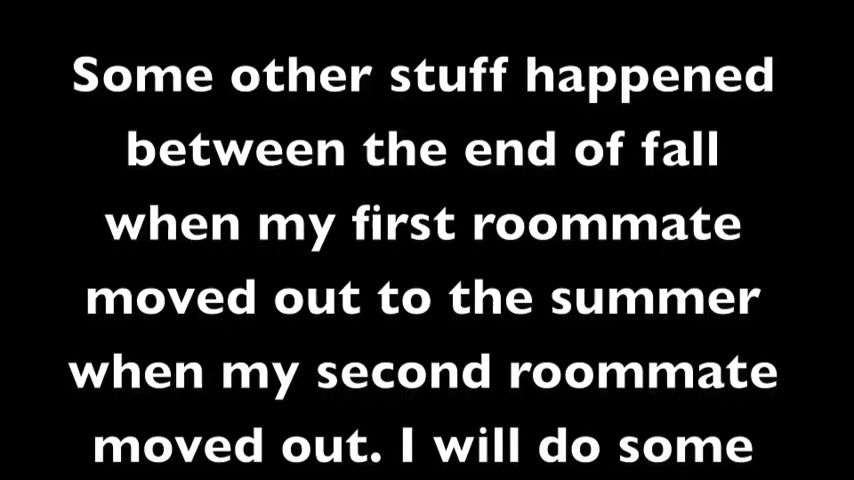 Some other stuff happened
between the end of fall
when my first roommate
moved out to the summer
when my second roommate
moved out. I will do some